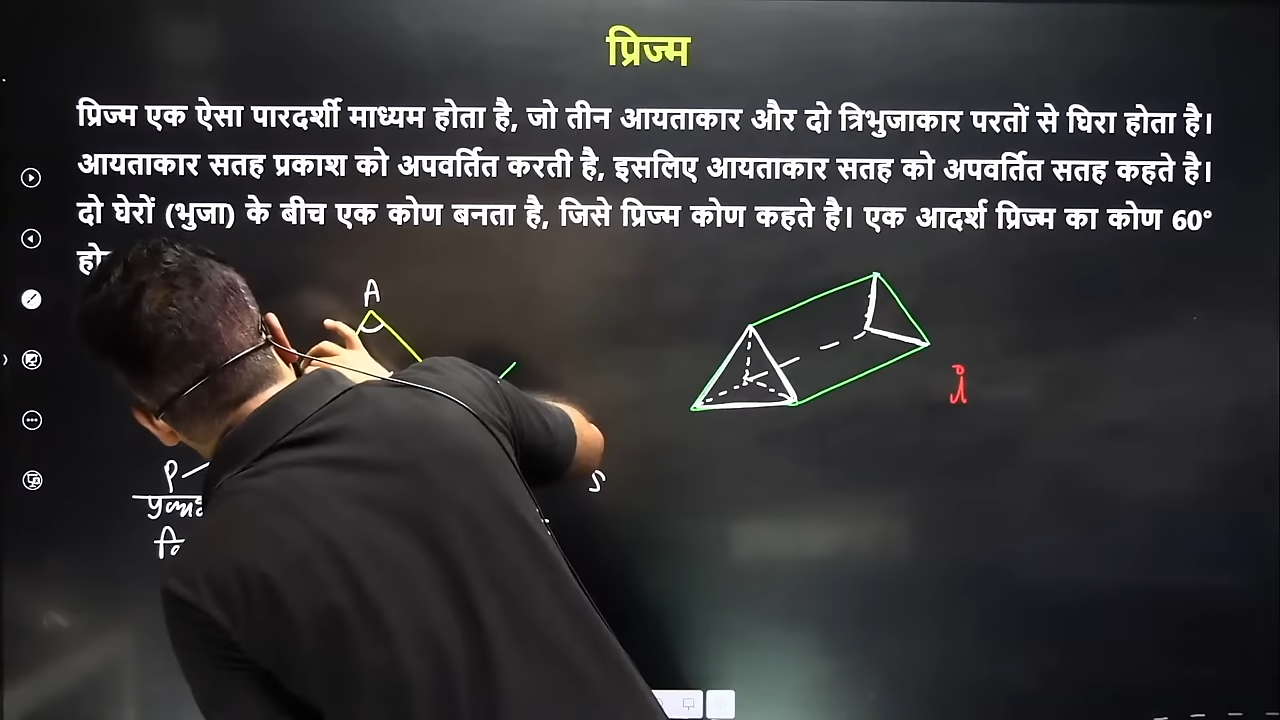 प्रिज्म
प्रिज्म एक ऐसा पारदर्शी माध्यम होता है, जो तीन आयताकार और दो त्रिभुजाकार परतों से घिरा होता है।
आयताकार सतह प्रकाश को अपवर्तित करती है, इसलिए आयताकार सतह को अपवर्तित सतह कहते है।
दो घेरों (भुजा) के बीच एक कोण बनता है, जिसे प्रिज्म कोण कहते है। एक आदर्श प्रिज्म का कोण 60°
A
i
P
S